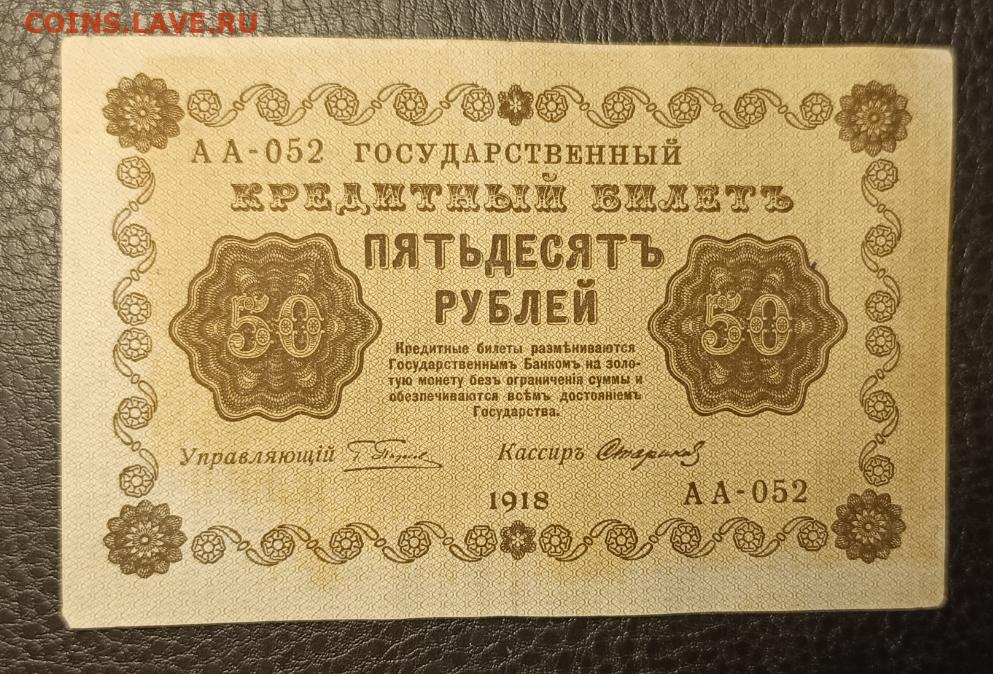 COINS.LAVE.RU
АА-052 ГОСУДАРСТВЕННЫЙ
КРЕДИТНЫЙ БИЛЕТЪ
ПЯТЬДЕСЯТЪ
РУБЛЕЙ
50 50
Кредитные билеты размѣниваются
Государственнымъ Банкомъ на золо-
тую монету безъ ограниченія суммы и
обезпечиваются всѣмъ достояніемъ
Государства.
Управляющій Кассиръ Стариков
1918 АА-052